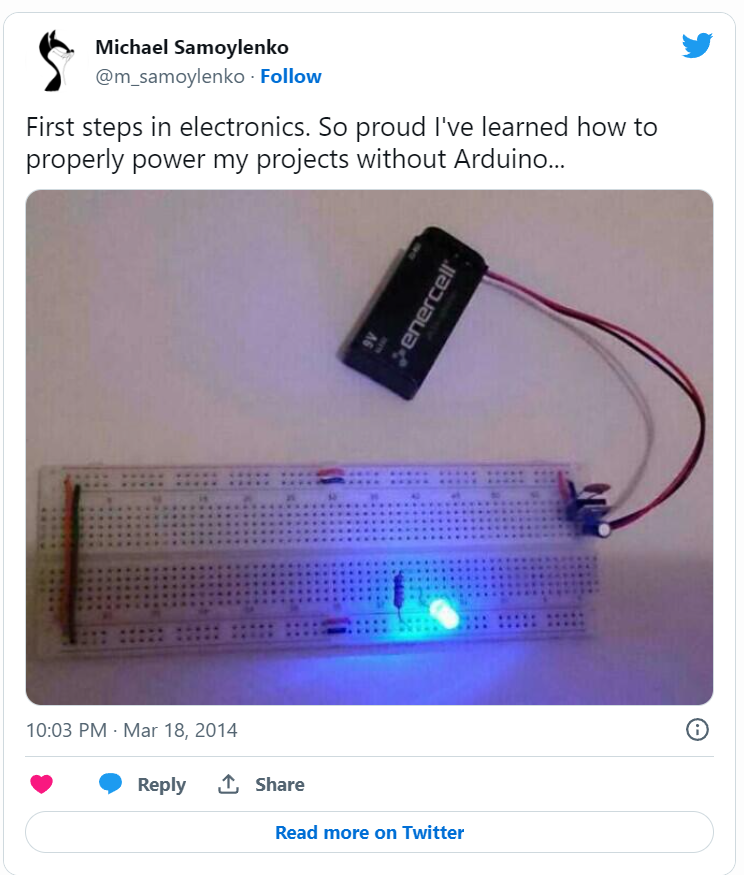 Michael Samoylenko
@m_samoylenko · Follow
First steps in electronics. So proud I've learned how to
properly power my projects without Arduino...
enercell
9V
10:03 PM · Mar 18, 2014
Reply
Share
Read more on Twitter